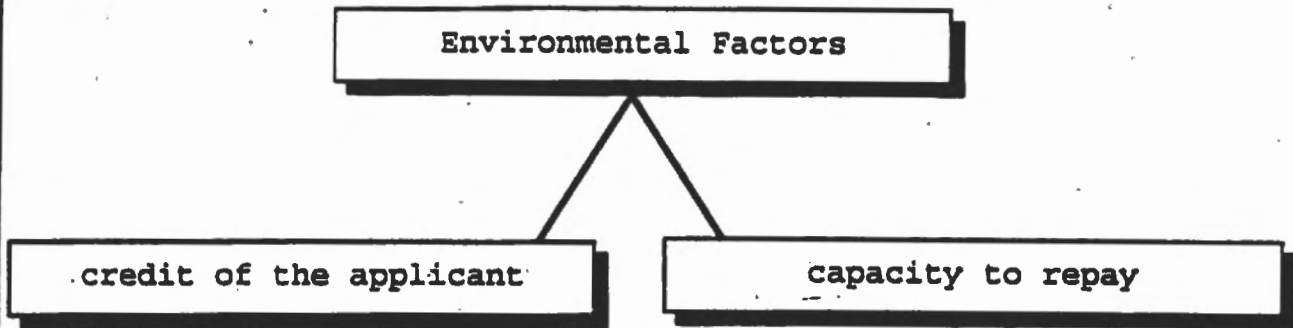 Environmental Factors
credit of the applicant
capacity to repay